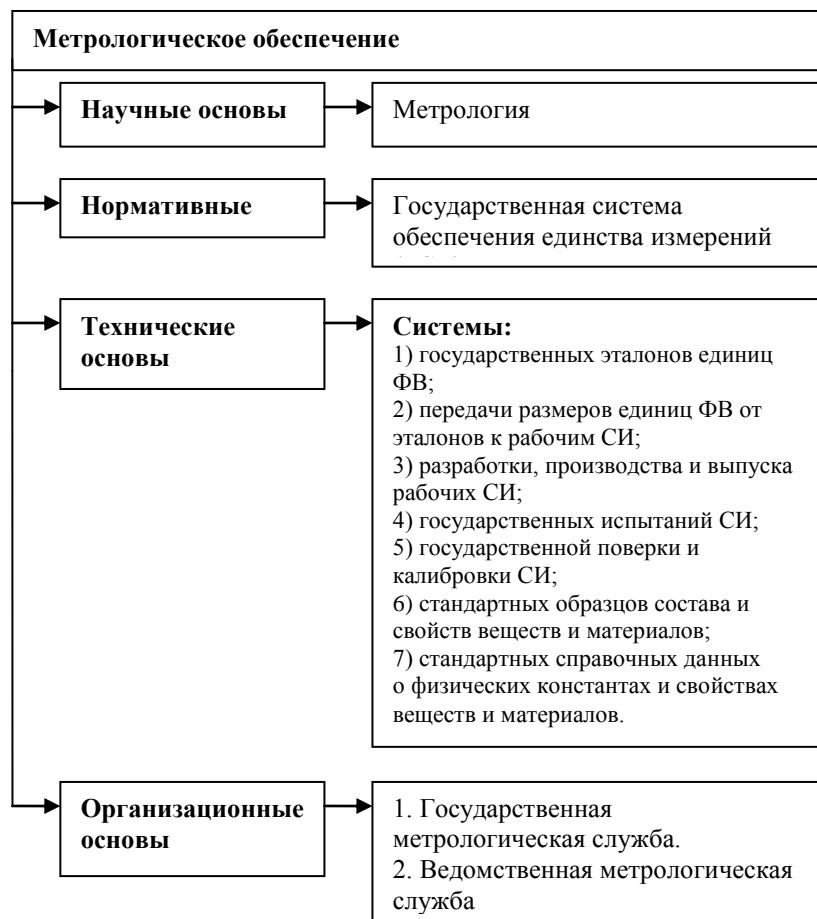 Метрологическое обеспечение
Научные основы
Метрология
Нормативные
Государственная система
обеспечения единства измерений
Технические
основы
Системы:
1) государственных эталонов единиц
ФВ;
2) передачи размеров единиц ФВ от
эталонов к рабочим СИ;
3) разработки, производства и выпуска
рабочих СИ;
4) государственных испытаний СИ;
5) государственной поверки и
калибровки СИ;
6) стандартных образцов состава и
свойств веществ и материалов;
7) стандартных справочных данных
о физических константах и свойствах
веществ и материалов.
Организационные
основы
1. Государственная
метрологическая служба.
2. Ведомственная метрологическая
служба